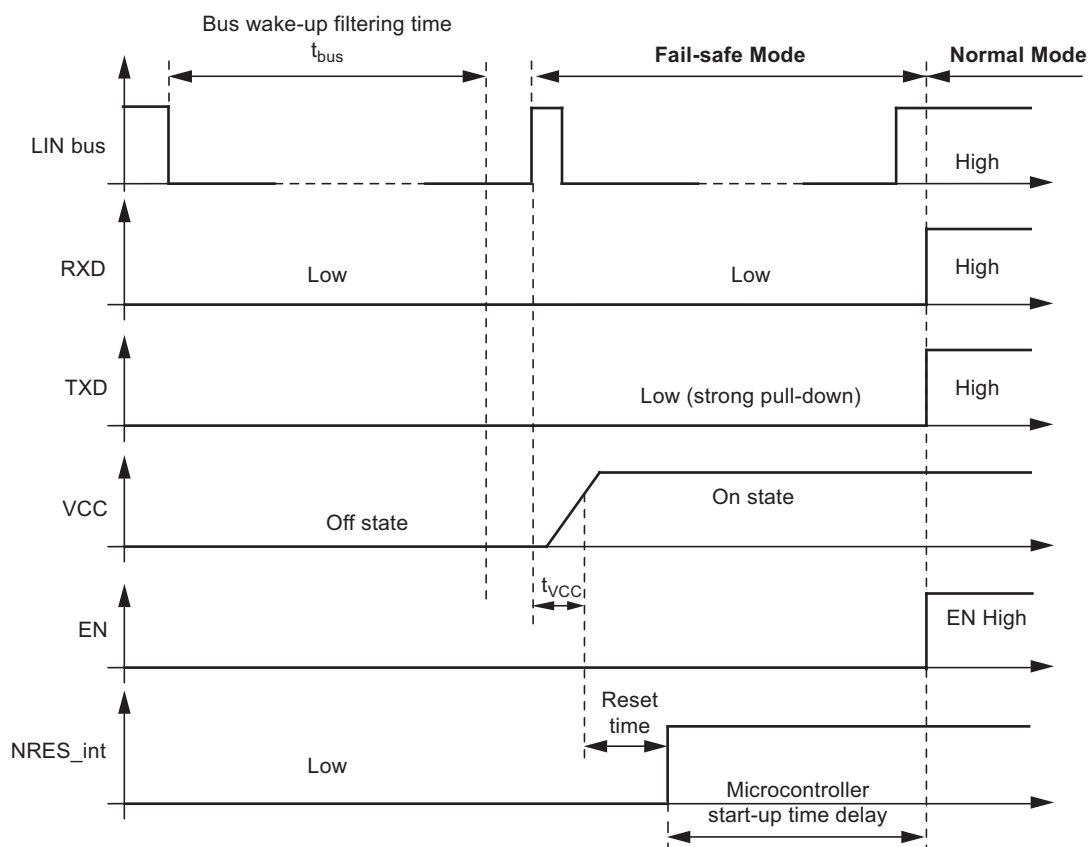 Bus wake-up filtering time
t_bus
Fail-safe Mode
Normal Mode
LIN bus
High
RXD
Low
Low
High
TXD
Low (strong pull-down)
High
VCC
Off state
On state
t_VCC
EN
EN High
Reset
time
NRES_int
Low
Microcontroller
start-up time delay